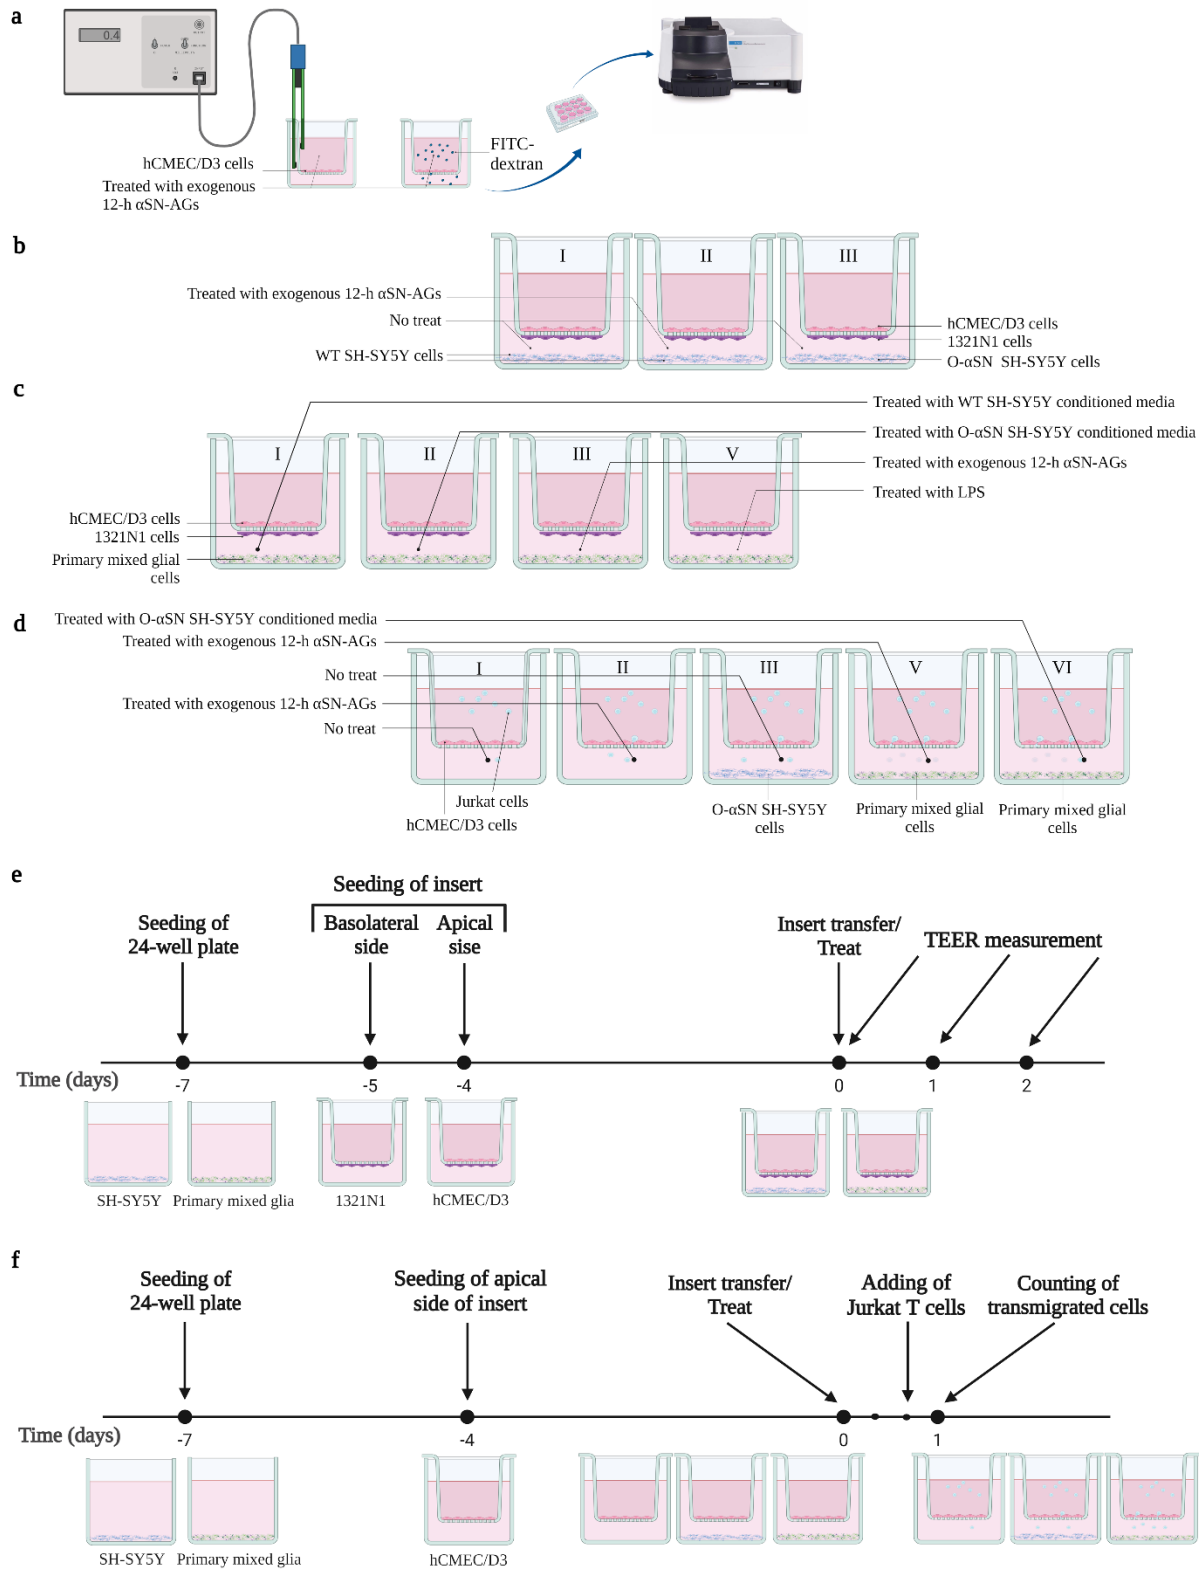 a
0.4
hCMEC/D3 cells
Treated with exogenous
12-h αSN-AGs
FITC-
dextran
b
I
II
III
Treated with exogenous 12-h αSN-AGs
No treat
WT SH-SY5Y cells
hCMEC/D3 cells
1321N1 cells
O-αSN SH-SY5Y cells
c
Treated with WT SH-SY5Y conditioned media
Treated with O-αSN SH-SY5Y conditioned media
Treated with exogenous 12-h αSN-AGs
Treated with LPS
I
II
III
V
hCMEC/D3 cells
1321N1 cells
Primary mixed glial
cells
d
Treated with O-αSN SH-SY5Y conditioned media
Treated with exogenous 12-h αSN-AGs
No treat
Treated with exogenous 12-h αSN-AGs
No treat
I
II
III
V
VI
Jurkat cells
hCMEC/D3 cells
O-αSN SH-SY5Y
cells
Primary mixed glial
cells
Primary mixed glial
cells
e
Seeding of insert
Seeding of
24-well plate
Basolateral
side
Apical
sise
Insert transfer/
Treat
TEER measurement
Time (days)
-7
-5
-4
0
1
2
SH-SY5Y
Primary mixed glia
1321N1
hCMEC/D3
f
Seeding of
24-well plate
Seeding of apical
side of insert
Insert transfer/
Treat
Adding of
Jurkat T cells
Counting of
transmigrated cells
Time (days)
-7
-4
0
1
SH-SY5Y
Primary mixed glia
hCMEC/D3